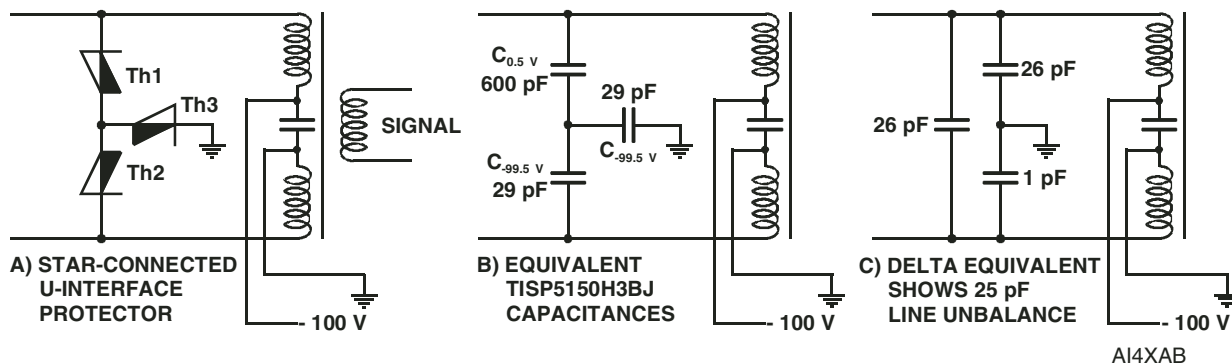 Th1
Th3
Th2
SIGNAL
- 100 V
A) STAR-CONNECTED
U-INTERFACE
PROTECTOR
C0.5 V
600 pF
29 pF
C-99.5 V
C-99.5 V
29 pF
- 100 V
B) EQUIVALENT
TISP5150H3BJ
CAPACITANCES
26 pF
26 pF
1 pF
- 100 V
C) DELTA EQUIVALENT
SHOWS 25 pF
LINE UNBALANCE
AI4XAB